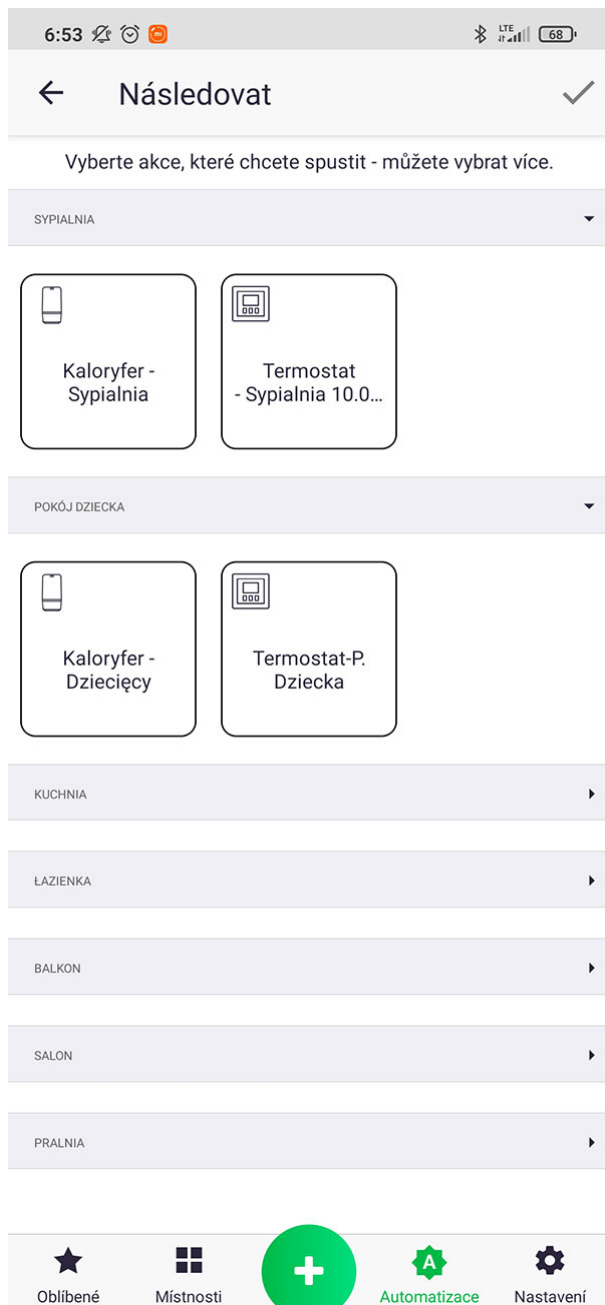 6:53
LTE
68
Následovat
Vyberte akce, které chcete spustit - můžete vybrat více.
SYPIALNIA
Kaloryfer -
Sypialnia
Termostat
- Sypialnia 10.0...
POKÓJ DZIECKA
Kaloryfer -
Dziecięcy
Termostat-P.
Dziecka
KUCHNIA
ŁAZIENKA
BALKON
SALON
PRALNIA
Oblíbené
Místnosti
A
Automatizace
Nastavení